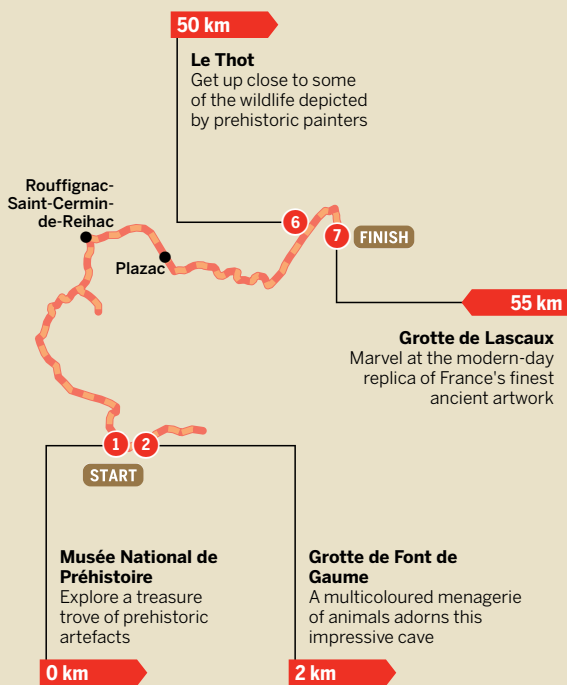 50 km
Le Thot
Get up close to some
of the wildlife depicted
by prehistoric painters
Rouffignac-
Saint-Cermin-
de-Reihac
Plazac
6
7
FINISH
55 km
Grotte de Lascaux
Marvel at the modern-day
replica of France's finest
ancient artwork
1
2
START
Musée National de
Préhistoire
Explore a treasure
trove of prehistoric
artefacts
0 km
Grotte de Font de
Gaume
A multicoloured menagerie
of animals adorns this
impressive cave
2 km